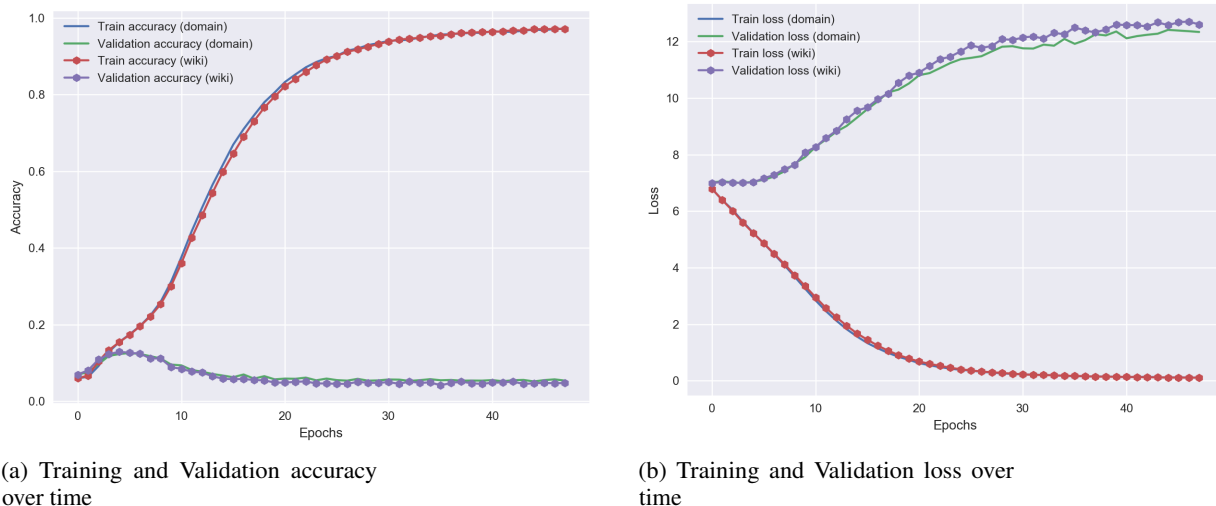 1.0
0.8
0.6
0.4
0.2
0.0
Accuracy
Train accuracy (domain)
Validation accuracy (domain)
Train accuracy (wiki)
Validation accuracy (wiki)
0 10 20 30 40
Epochs
(a) Training and Validation accuracy
over time
12
10
8
6
4
2
0
Loss
Train loss (domain)
Validation loss (domain)
Train loss (wiki)
Validation loss (wiki)
0 10 20 30 40
Epochs
(b) Training and Validation loss over
time